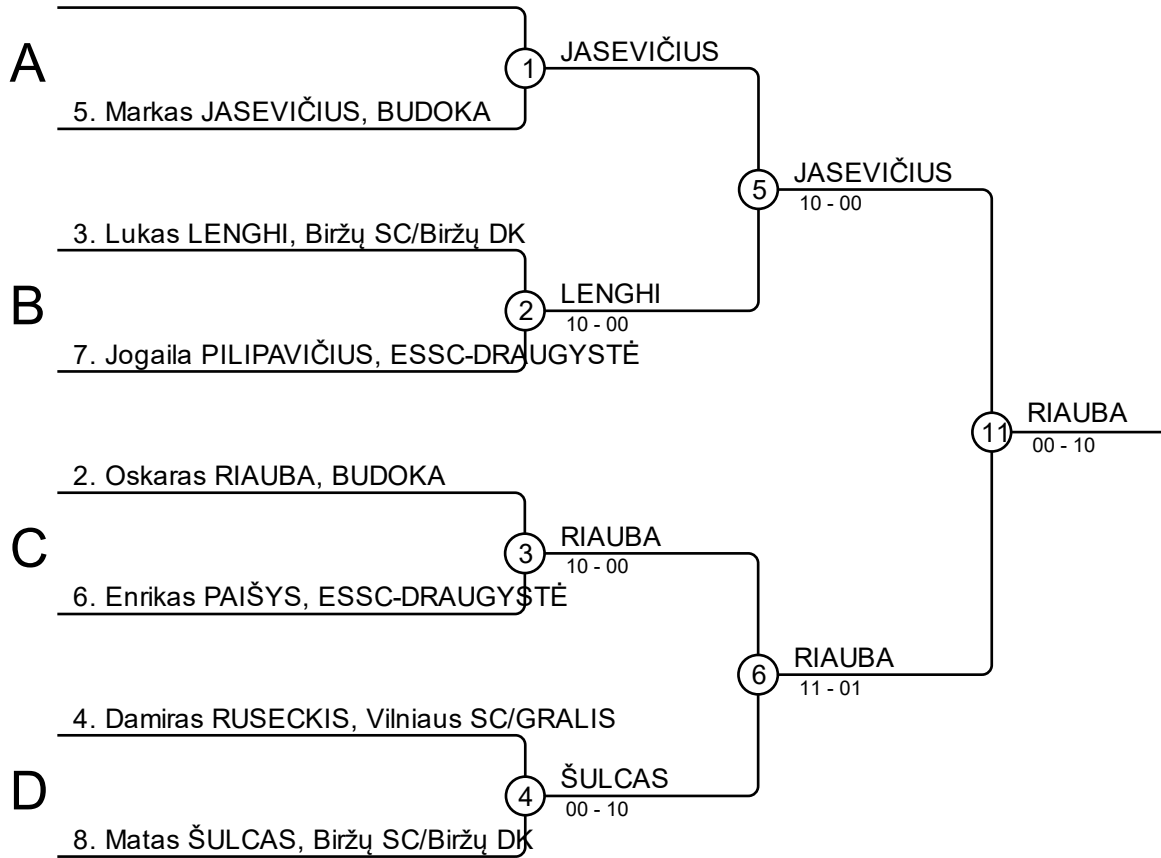 A
1
JASEVIČIUS
5. Markas JASEVIČIUS, BUDOKA
5
JASEVIČIUS
10 - 00
3. Lukas LENGHI, Biržų SC/Biržų DK
B
2
LENGHI
10 - 00
7. Jogaila PILIPAVIČIUS, ESSC-DRAUGYSTĖ
11
RIAUBA
00 - 10
2. Oskaras RIAUBA, BUDOKA
C
3
RIAUBA
10 - 00
6. Enrikas PAIŠYS, ESSC-DRAUGYSTĖ
6
RIAUBA
11 - 01
4. Damiras RUSECKIS, Vilniaus SC/GRALIS
D
4
ŠULCAS
00 - 10
8. Matas ŠULCAS, Biržų SC/Biržų DK